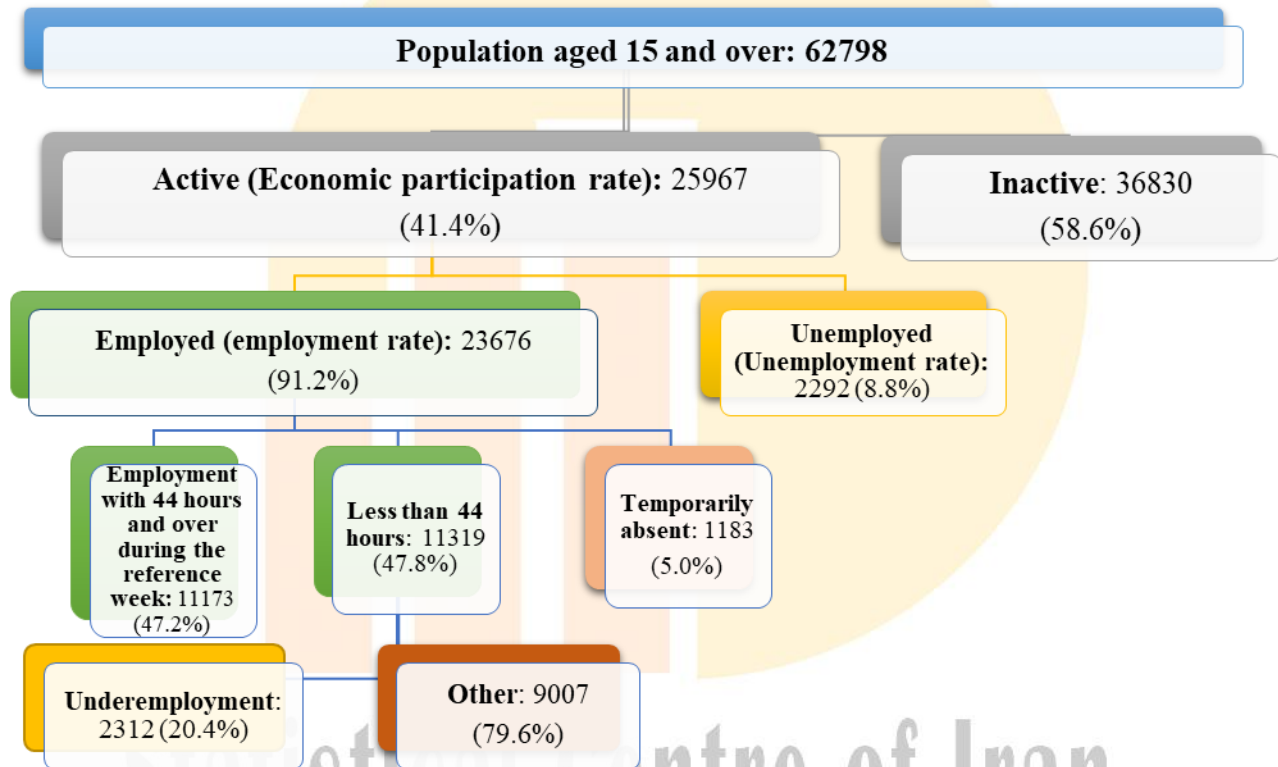 Population aged 15 and over: 62798
Active (Economic participation rate): 25967
(41.4%)
Inactive: 36830
(58.6%)
Employed (employment rate): 23676
(91.2%)
Unemployed
(Unemployment rate):
2292 (8.8%)
Employment
with 44 hours
and over
during the
reference
week: 11173
(47.2%)
Less than 44
hours: 11319
(47.8%)
Temporarily
absent: 1183
(5.0%)
Underemployment:
2312 (20.4%)
Other: 9007
(79.6%)
Centre of Iran